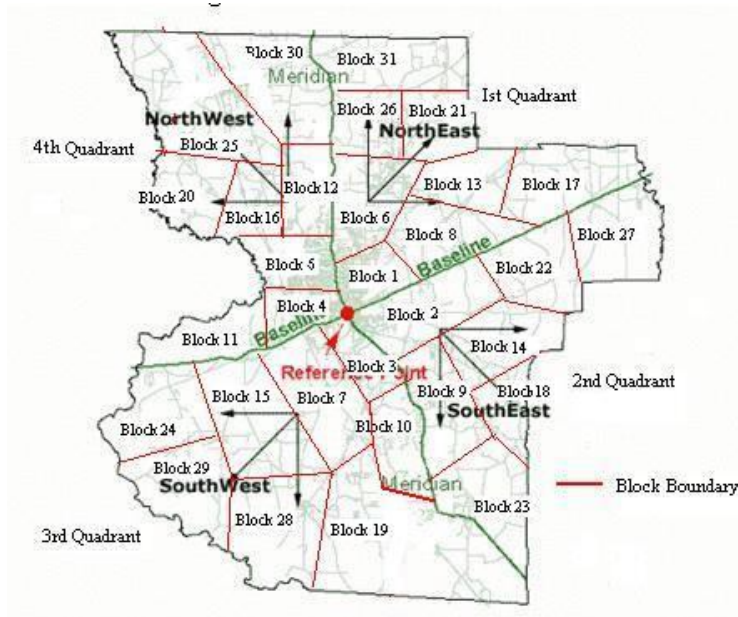 Block 30
Block 31
Meridian
1st Quadrant
Block 26
Block 21
NorthWest
NorthEast
4th Quadrant
Block 25
Block 12
Block 13
Block 17
Block 20
Block 16
Block 6
Block 8
Block 27
Block 5
Block 1
Baseline
Block 22
Block 4
Block 2
Block 11
Baseline
Block 14
Block 3
Reference Point
2nd Quadrant
Block 15
Block 7
Block 9
Block 18
SouthEast
Block 24
Block 10
Block 29
SouthWest
Meridian
Block Boundary
Block 28
Block 19
Block 23
3rd Quadrant